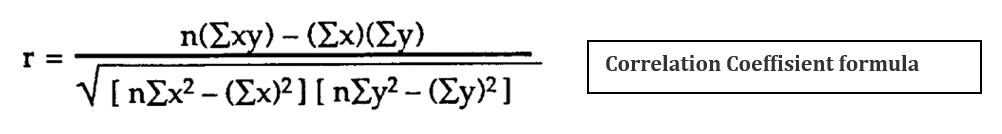 r = n(∑xy) – (∑x)(∑y) / √[ n∑x² – (∑x)² ] [ n∑y² – (∑y)² ]
Correlation Coeffisient formula